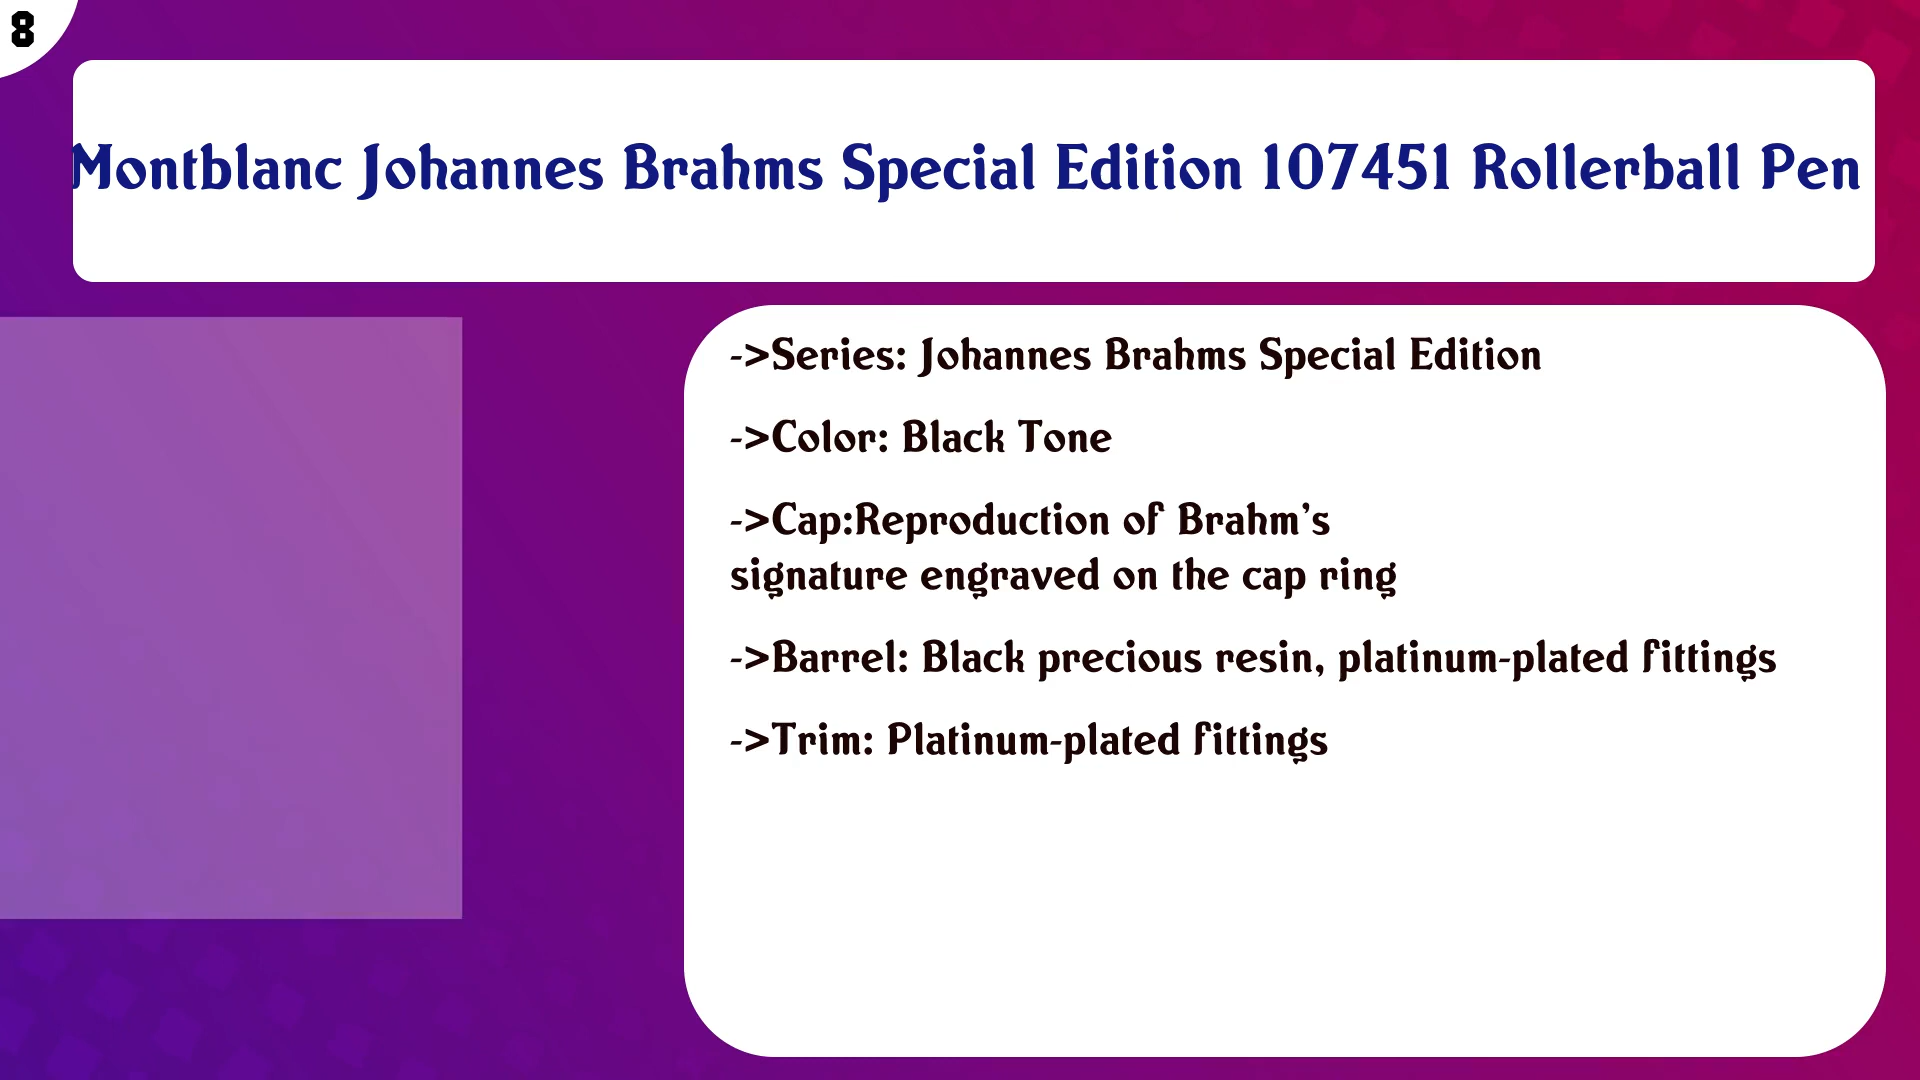 8
Montblanc Johannes Brahms Special Edition 107451 Rollerball Pen
->Series: Johannes Brahms Special Edition
->Color: Black Tone
->Cap:Reproduction of Brahm's
signature engraved on the cap ring
->Barrel: Black precious resin, platinum-plated fittings
->Trim: Platinum-plated fittings